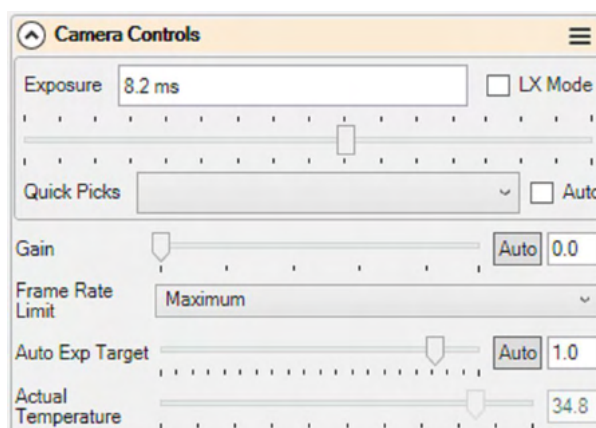 Camera Controls
Exposure 8.2 ms LX Mode
Quick Picks Auto
Gain Auto 0.0
Frame Rate
Limit Maximum
Auto Exp Target Auto 1.0
Actual
Temperature 34.8